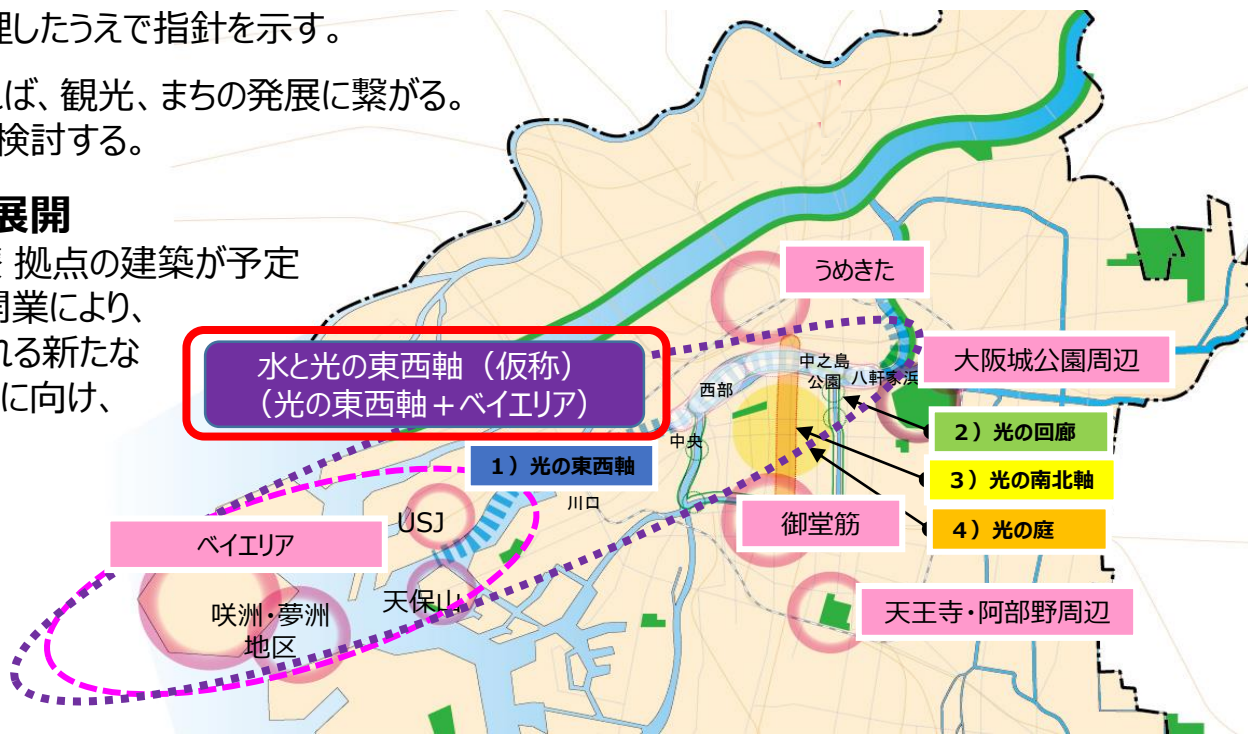 理したうえで指針を示す。
ば、観光、まちの発展に繋がる。
検討する。
展開
拠点の建築が予定
開業により、
れる新たな
に向け、
うめきた
水と光の東西軸（仮称）
（光の東西軸＋ベイエリア）
中之島
公園
八軒家浜
大阪城公園周辺
西部
中央
2）光の回廊
1）光の東西軸
3）光の南北軸
川口
USJ
御堂筋
4）光の庭
ベイエリア
天保山
咲洲・夢洲
地区
天王寺・阿部野周辺